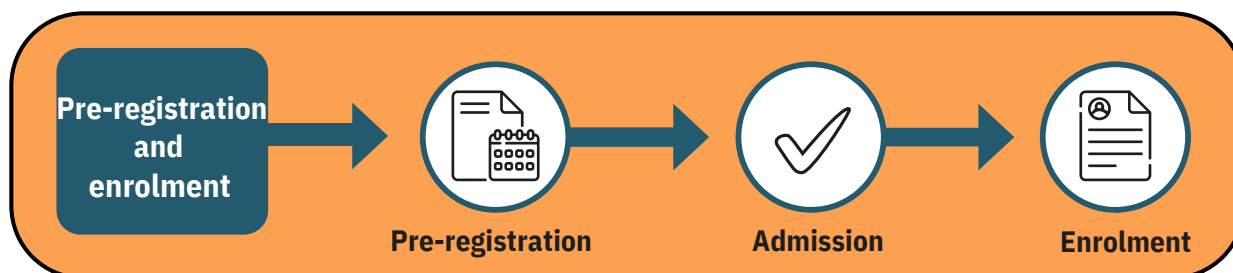 Pre-registration
and
enrolment
Pre-registration
Admission
Enrolment